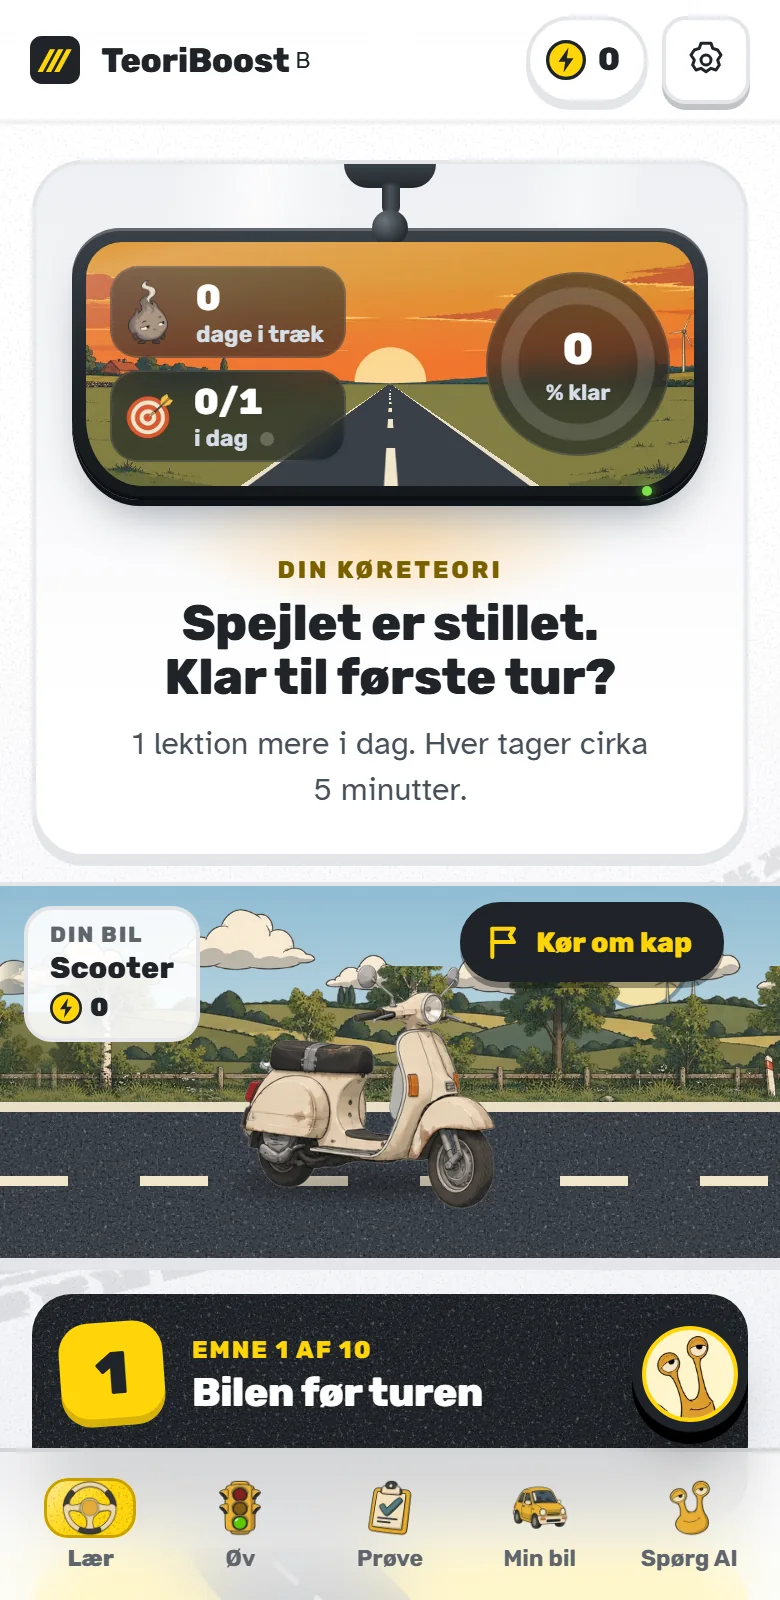 TeoriBoost B
0
0
dage i træk
0/1
i dag
0
% klar
DIN KØRETEORI
Spejlet er stillet.
Klar til første tur?
1 lektion mere i dag. Hver tager cirka
5 minutter.
DIN BIL
Scooter
0
Kør om kap
1
EMNE 1 AF 10
Bilen før turen
Lær
Øv
Prøve
Min bil
Spørg AI